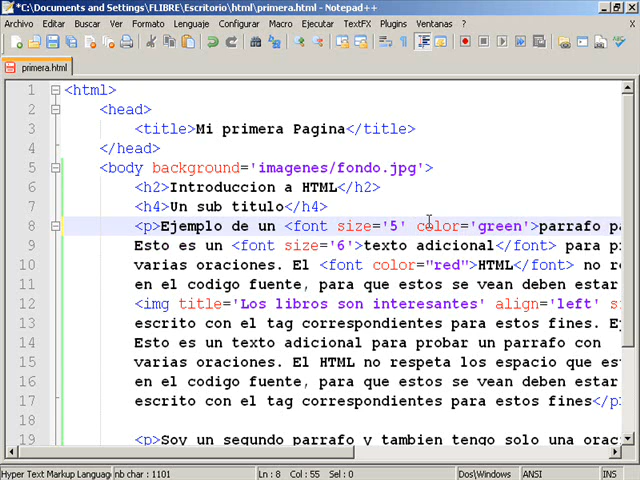 *C:\Documents and Settings\FLIBRE\Escritorio\html\primera.html - Notepad++
Archivo Editar Buscar Ver Formato Lenguaje Configurar Macro Ejecutar TextFX Plugins Ventanas ?
primera.html
1 <html>
2 <head>
3 <title>Mi primera Pagina</title>
4 </head>
5 <body background='imagenes/fondo.jpg'>
6 <h2>Introduccion a HTML</h2>
7 <h4>Un sub titulo</h4>
8 <p>Ejemplo de un <font size='5' color='green'>parrafo pa
9 Esto es un <font size='6'>texto adicional</font> para pr
10 varias oraciones. El <font color="red">HTML</font> no re
11 en el codigo fuente, para que estos se vean deben estar
12 <img title='Los libros son interesantes' align='left' s
13 escrito con el tag correspondientes para estos fines. Ej
14 Esto es un texto adicional para probar un parrafo con
15 varias oraciones. El HTML no respeta los espacio que est
16 en el codigo fuente, para que estos se vean deben estar
17 escrito con el tag correspondientes para estos fines</p
18
19 <p>Soy un segundo parrafo y tambien tengo solo una orac
Hyper Text Markup Languag nb char : 1101 Ln : 8 Col : 55 Sel : 0 Dos\Windows ANSI INS